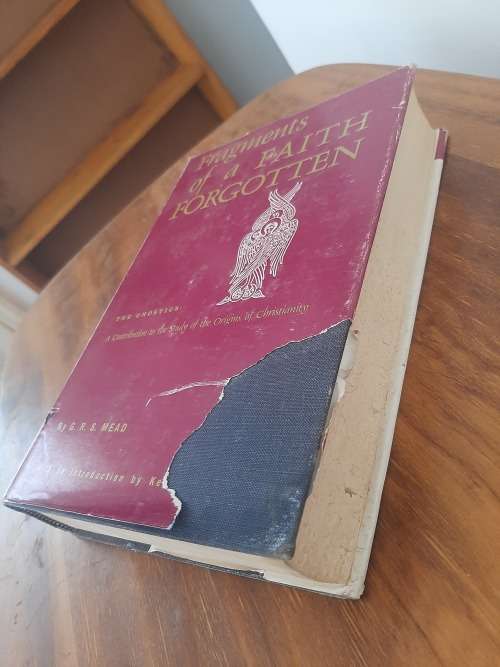 Fragments
of a FAITH
FORGOTTEN
THE GNOSTICS
A Contribution to the Study of the Origins of Christianity
By G. R. S. MEAD
Introduction by Ke